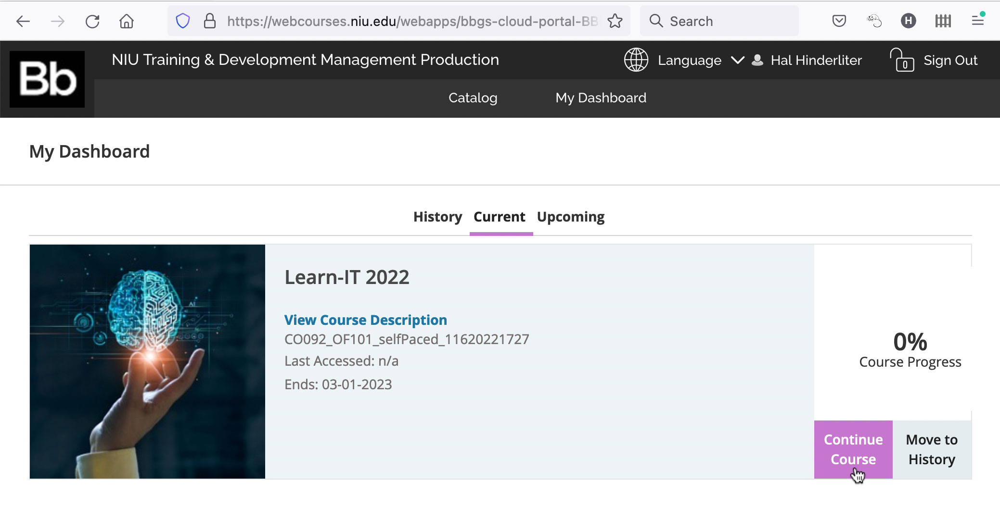 https://webcourses.niu.edu/webapps/bbgs-cloud-portal-BB
Search
H
Bb
NIU Training & Development Management Production
Language
Hal Hinderliter
0
Sign Out
Catalog
My Dashboard
My Dashboard
History
Current
Upcoming
AI
Learn-IT 2022
View Course Description
CO092_OF101_selfPaced_11620221727
Last Accessed: n/a
Ends: 03-01-2023
0%
Course Progress
Continue
Course
Move to
History